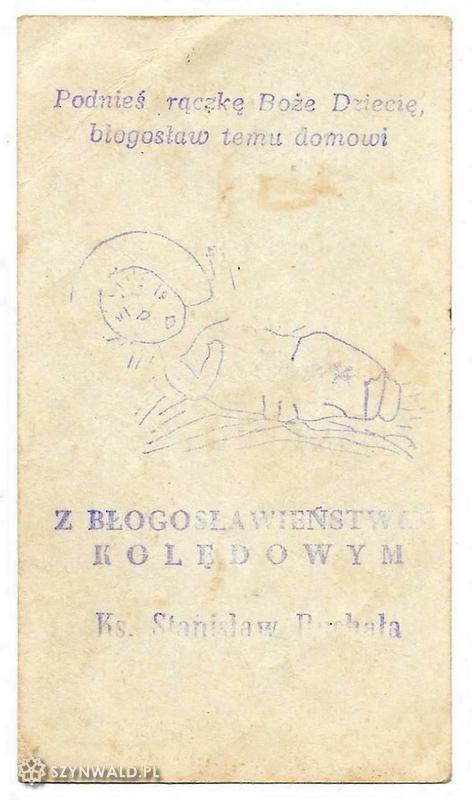 Podnieś rączkę Boże Dziecię,
błogosław temu domowi
Z BŁOGOSŁAWIEŃSTWEM
KOLĘDOWYM
Ks. Stanisław
SZYNWALD.PL